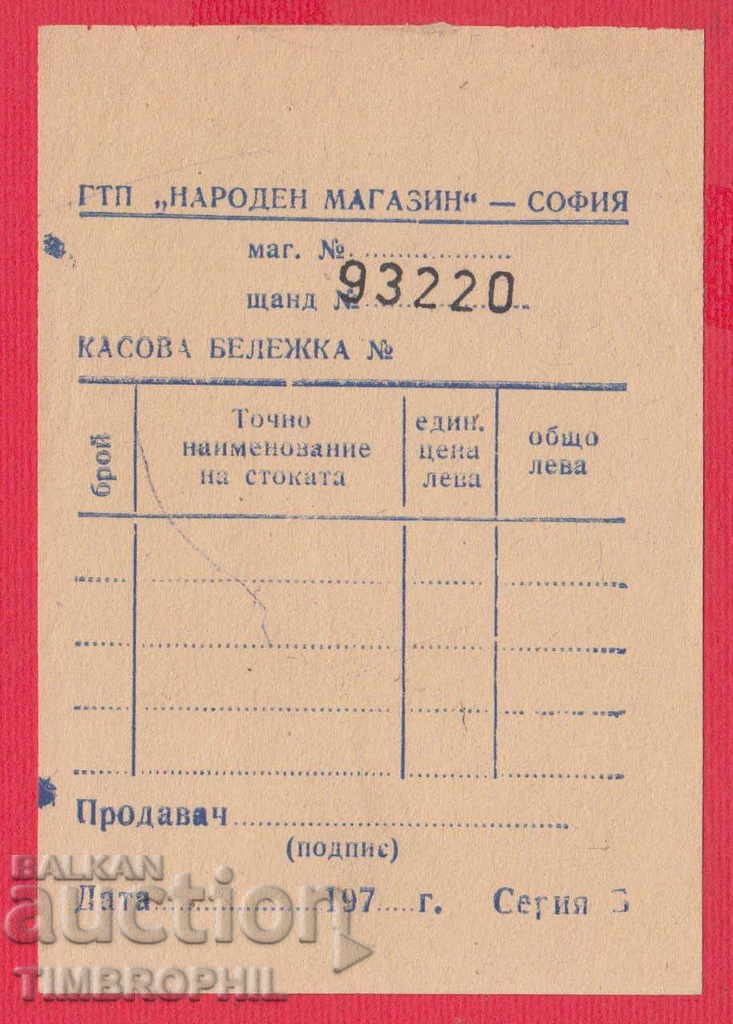 ГТП „НАРОДЕН МАГАЗИН“ — СОФИЯ
маг. №
щанд №
93220
КАСОВА БЕЛЕЖКА №
брой
Точно наименование на стоката
един. цена лева
общо лева
Продавач
(подпис)
Дата 197 г. Серия
BALKAN
auction
TIMBROPHIL